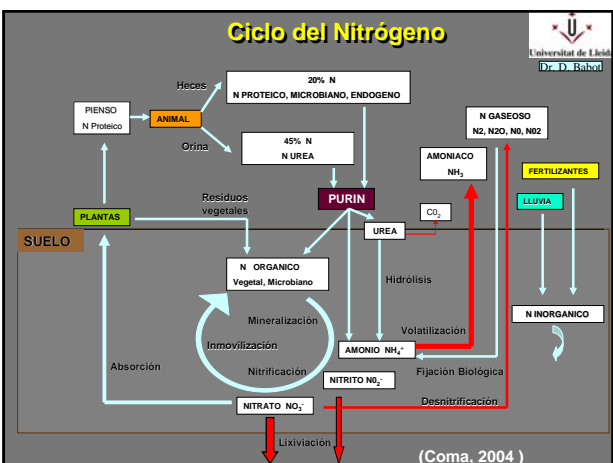 Ciclo del Nitrógeno
Universitat de Lleida
Dr. D. Babot
Heces
20% N
N PROTEICO, MICROBIANO, ENDOGENO
PIENSO
N Proteico
ANIMAL
N GASEOSO
N2, N2O, N0, N02
Orina
45% N
N UREA
AMONIACO
NH₃
FERTILIZANTES
Residuos
vegetales
PURIN
C0₂
LLUVIA
PLANTAS
UREA
SUELO
N ORGANICO
Vegetal, Microbiano
Hidrólisis
N INORGANICO
Mineralización
Volatilización
Inmovilización
AMONIO NH₄⁺
Absorción
Nitrificación
Fijación Biológica
NITRITO N0₂⁻
Desnitrificación
NITRATO NO₃⁻
Lixiviación
(Coma, 2004 )